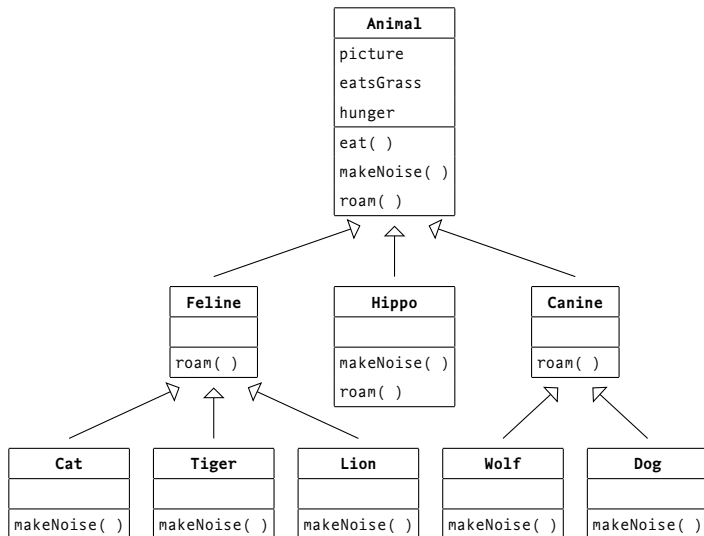 Animal
picture
eatsGrass
hunger
eat( )
makeNoise( )
roam( )
Feline
roam( )
Hippo
makeNoise( )
roam( )
Canine
roam( )
Cat
makeNoise( )
Tiger
makeNoise( )
Lion
makeNoise( )
Wolf
makeNoise( )
Dog
makeNoise( )